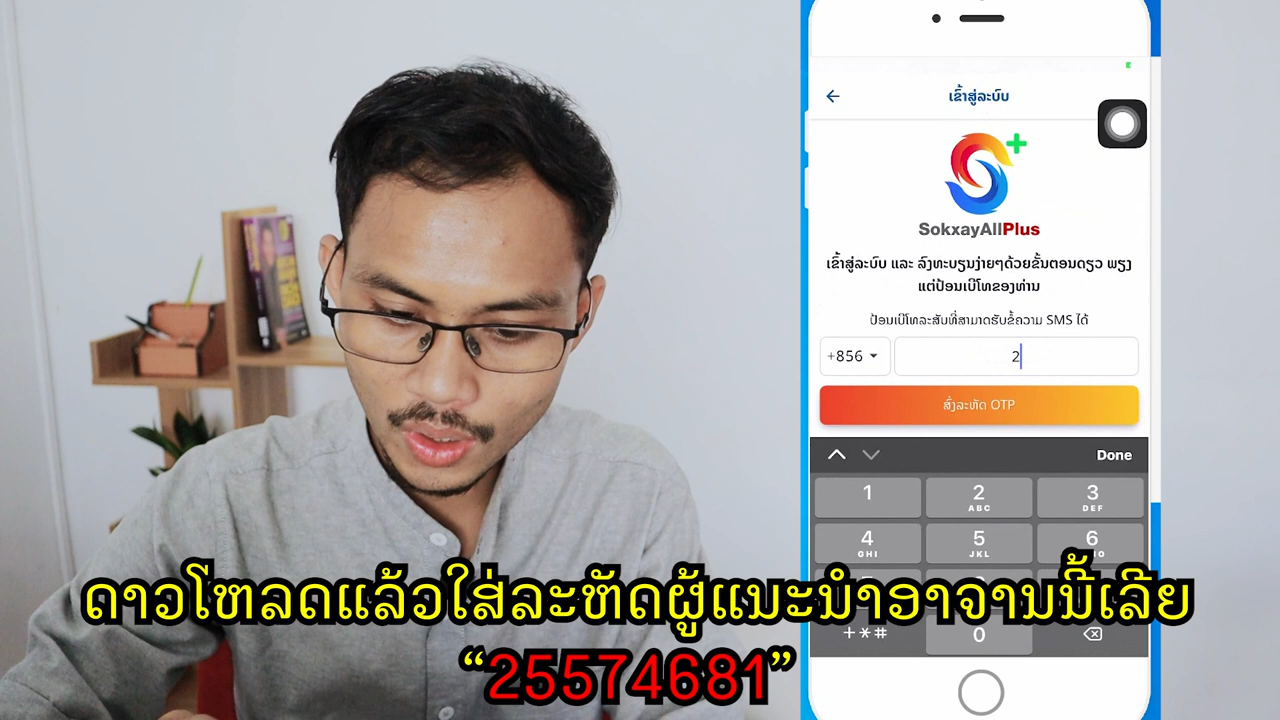 ເຂົ້າສູ່ລະບົບ
SokxayAllPlus
ເຂົ້າສູ່ລະບົບ ແລະ ລົງທະບຽນງ່າຍໆດ້ວຍຂັ້ນຕອນດຽວ ພຽງ
ແຕ່ປ້ອນເບີໂທຂອງທ່ານ
ປ້ອນເບີໂທລະສັບທີ່ສາມາດຮັບຂໍ້ຄວາມ SMS ໄດ້
+856 2
ສົ່ງລະຫັດ OTP
Done
1 2 3
ABC DEF
4 5 6
GHI JKL
ດາວໂຫລດແລ້ວໃສ່ລະຫັດຜູ້ແນະນຳອາຈານນີ້ເລີຍ
+*# 0
“25574681”